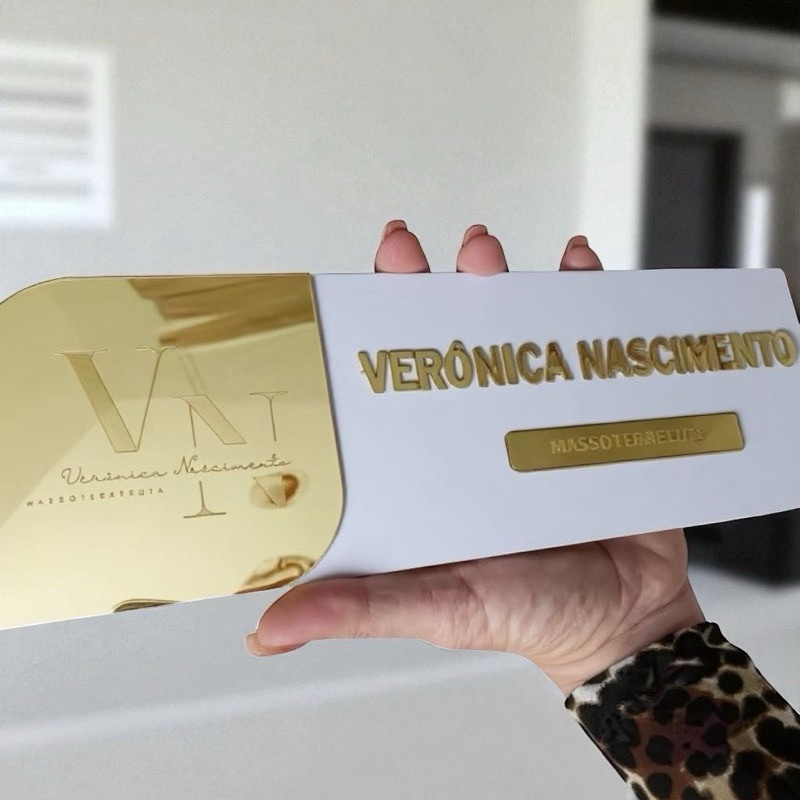 VN
Verônica Nascimento
MASSOTERAPEUTA
VERÔNICA NASCIMENTO
MASSOTERAPEUTA